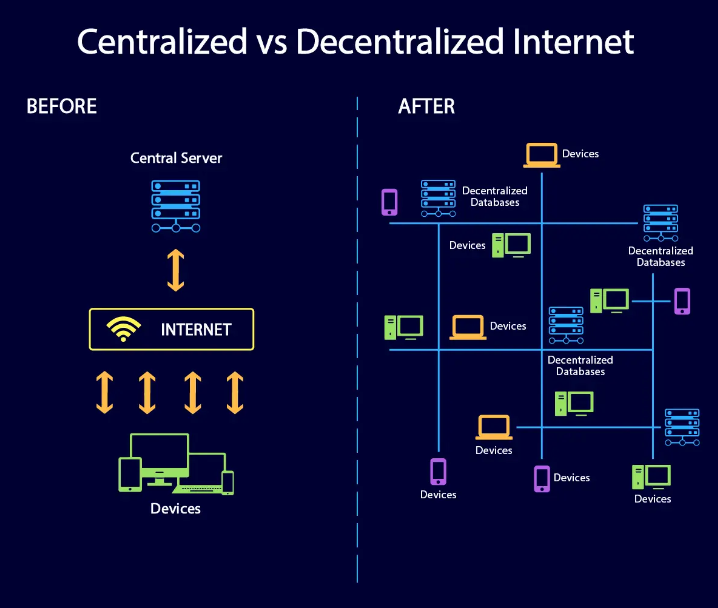 Centralized vs Decentralized Internet
BEFORE
Central Server
INTERNET
Devices
AFTER
Devices
Decentralized
Databases
Devices
Decentralized
Databases
Devices
Decentralized
Databases
Devices
Devices
Devices
Devices